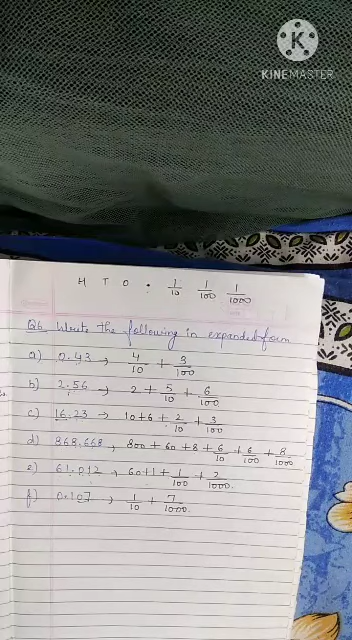 K
KINEMASTER
H T O . 1/10 1/100 1/1000
Q6 Write the following in expanded form
a) 0.43 → 4/10 + 3/100
b) 2.56 → 2 + 5/10 + 6/100
c) 16.23 → 10+6 + 2/10 + 3/100
d) 868.668, 800 + 60 + 8 + 6/10 + 6/100 + 8/1000
e) 61.012 → 60+1 + 1/100 + 2/1000.
f) 0.107 → 1/10 + 7/1000.